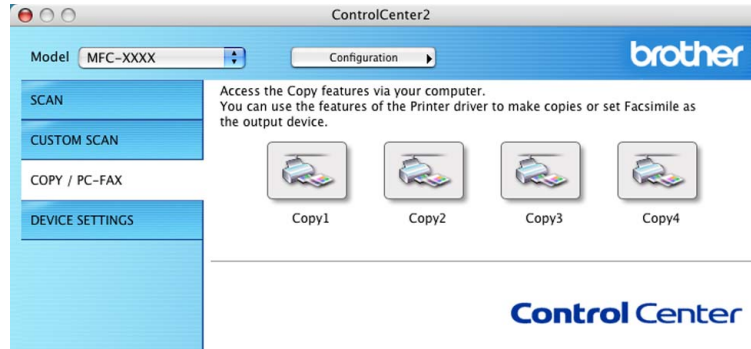 ControlCenter2
Model MFC-XXXX Configuration
brother
SCAN
CUSTOM SCAN
COPY / PC-FAX
DEVICE SETTINGS
Access the Copy features via your computer.
You can use the features of the Printer driver to make copies or set Facsimile as
the output device.
Copy1 Copy2 Copy3 Copy4
Control Center